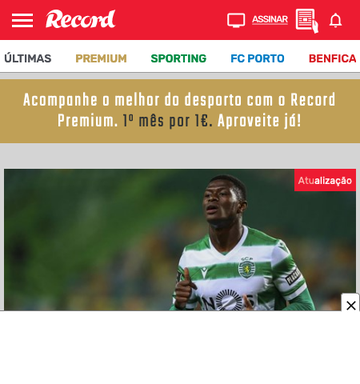 Record
ASSINAR
ÚLTIMAS PREMIUM SPORTING FC PORTO BENFICA
Acompanhe o melhor do desporto com o Record
Premium. 1º mês por 1€. Aproveite já!
Atualização